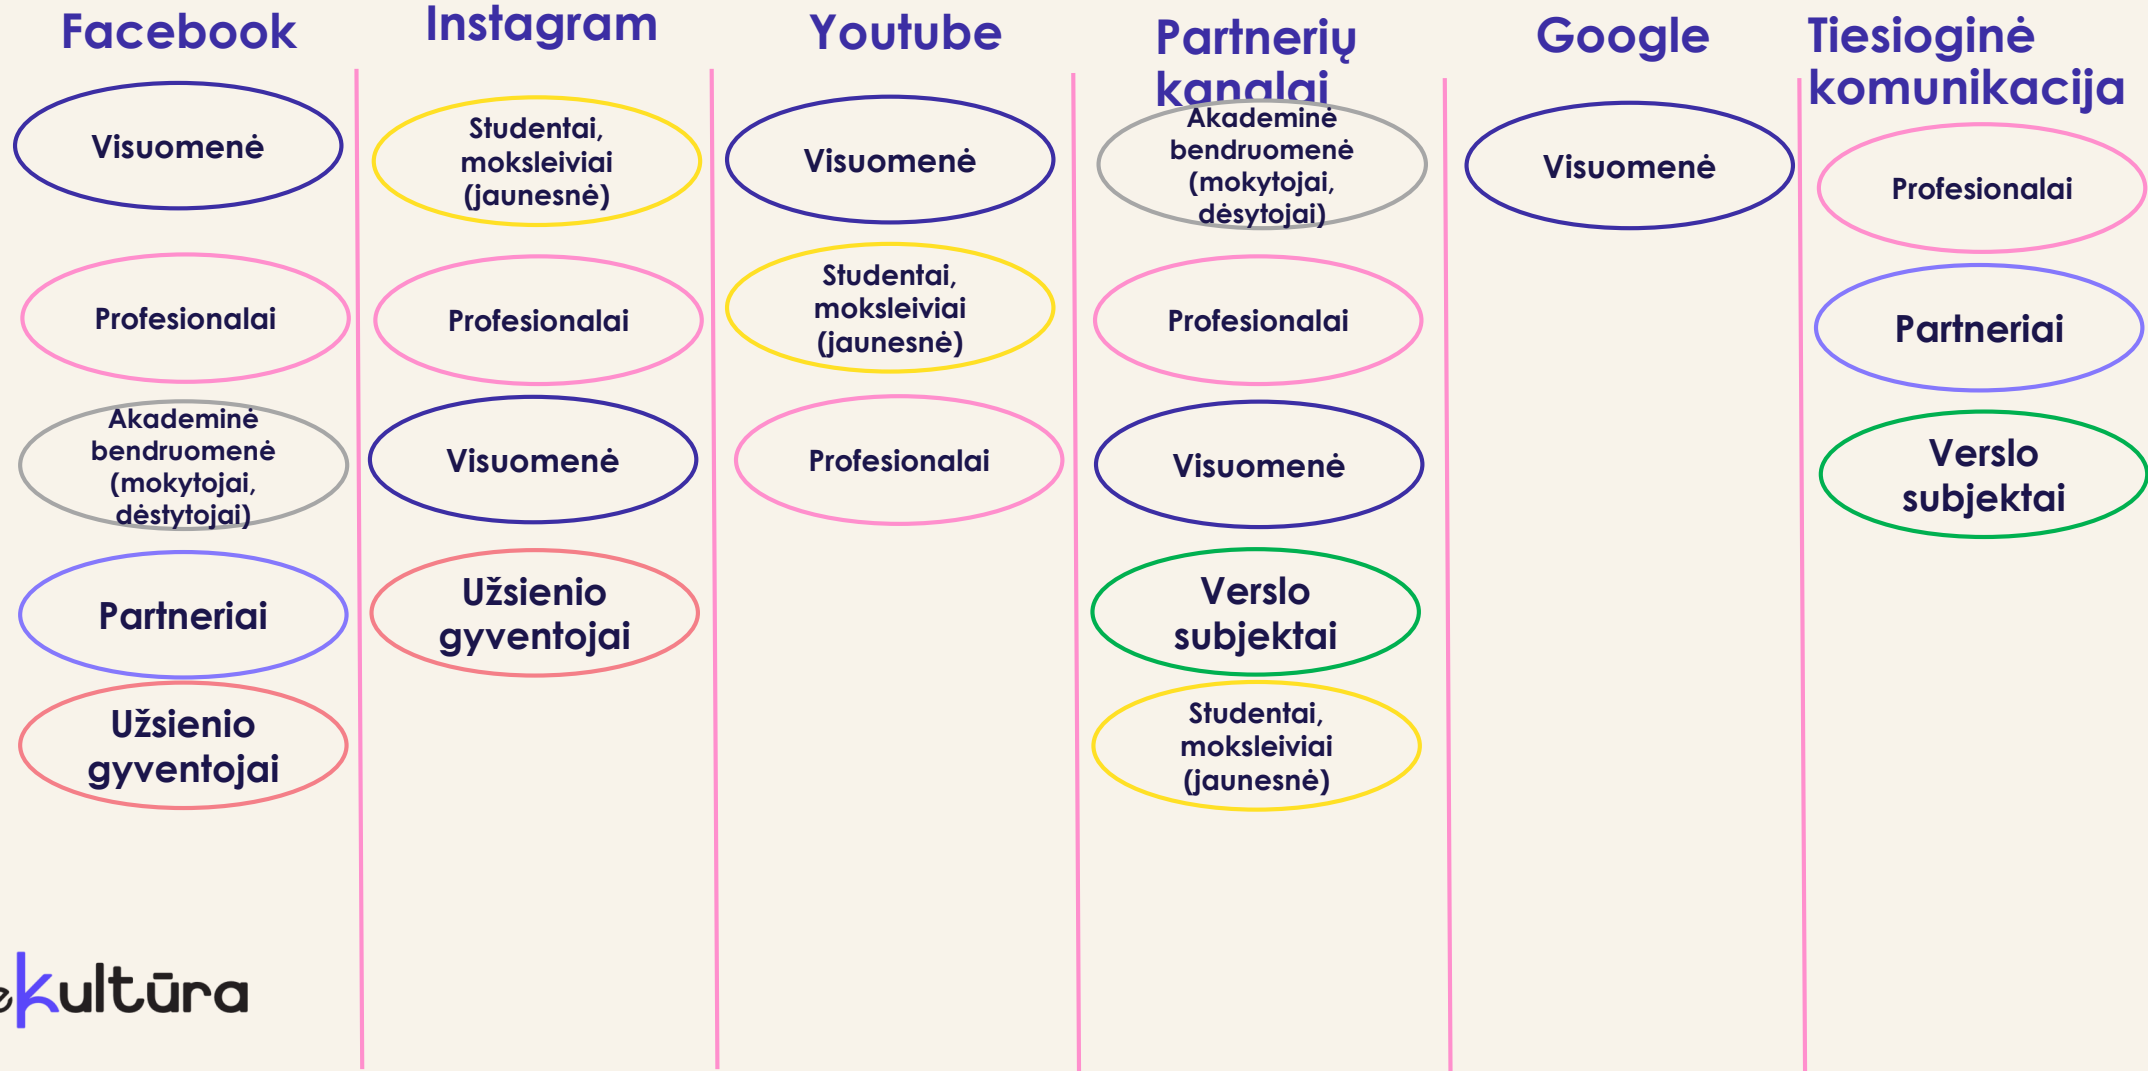 Facebook
Visuomenė
Profesionalai
Akademinė
bendruomenė
(mokytojai,
dėstytojai)
Partneriai
Užsienio
gyventojai
Instagram
Studentai,
moksleiviai
(jaunesnė)
Profesionalai
Visuomenė
Užsienio
gyventojai
Youtube
Visuomenė
Studentai,
moksleiviai
(jaunesnė)
Profesionalai
Partnerių
kanalai
Akademinė
bendruomenė
(mokytojai,
dėsytojai)
Profesionalai
Visuomenė
Verslo
subjektai
Studentai,
moksleiviai
(jaunesnė)
Google
Visuomenė
Tiesioginė
komunikacija
Profesionalai
Partneriai
Verslo
subjektai
ekultūra